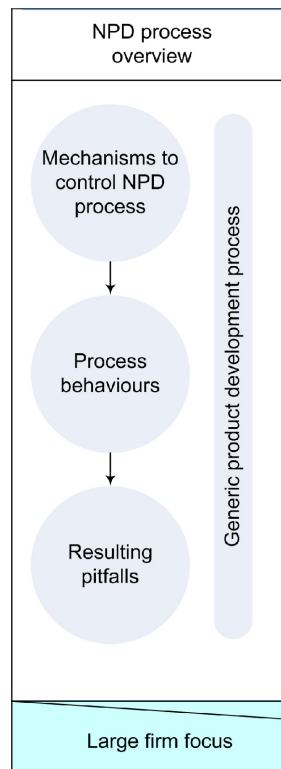 NPD process
overview
Mechanisms to
control NPD
process
Process
behaviours
Resulting
pitfalls
Generic product development process
Large firm focus